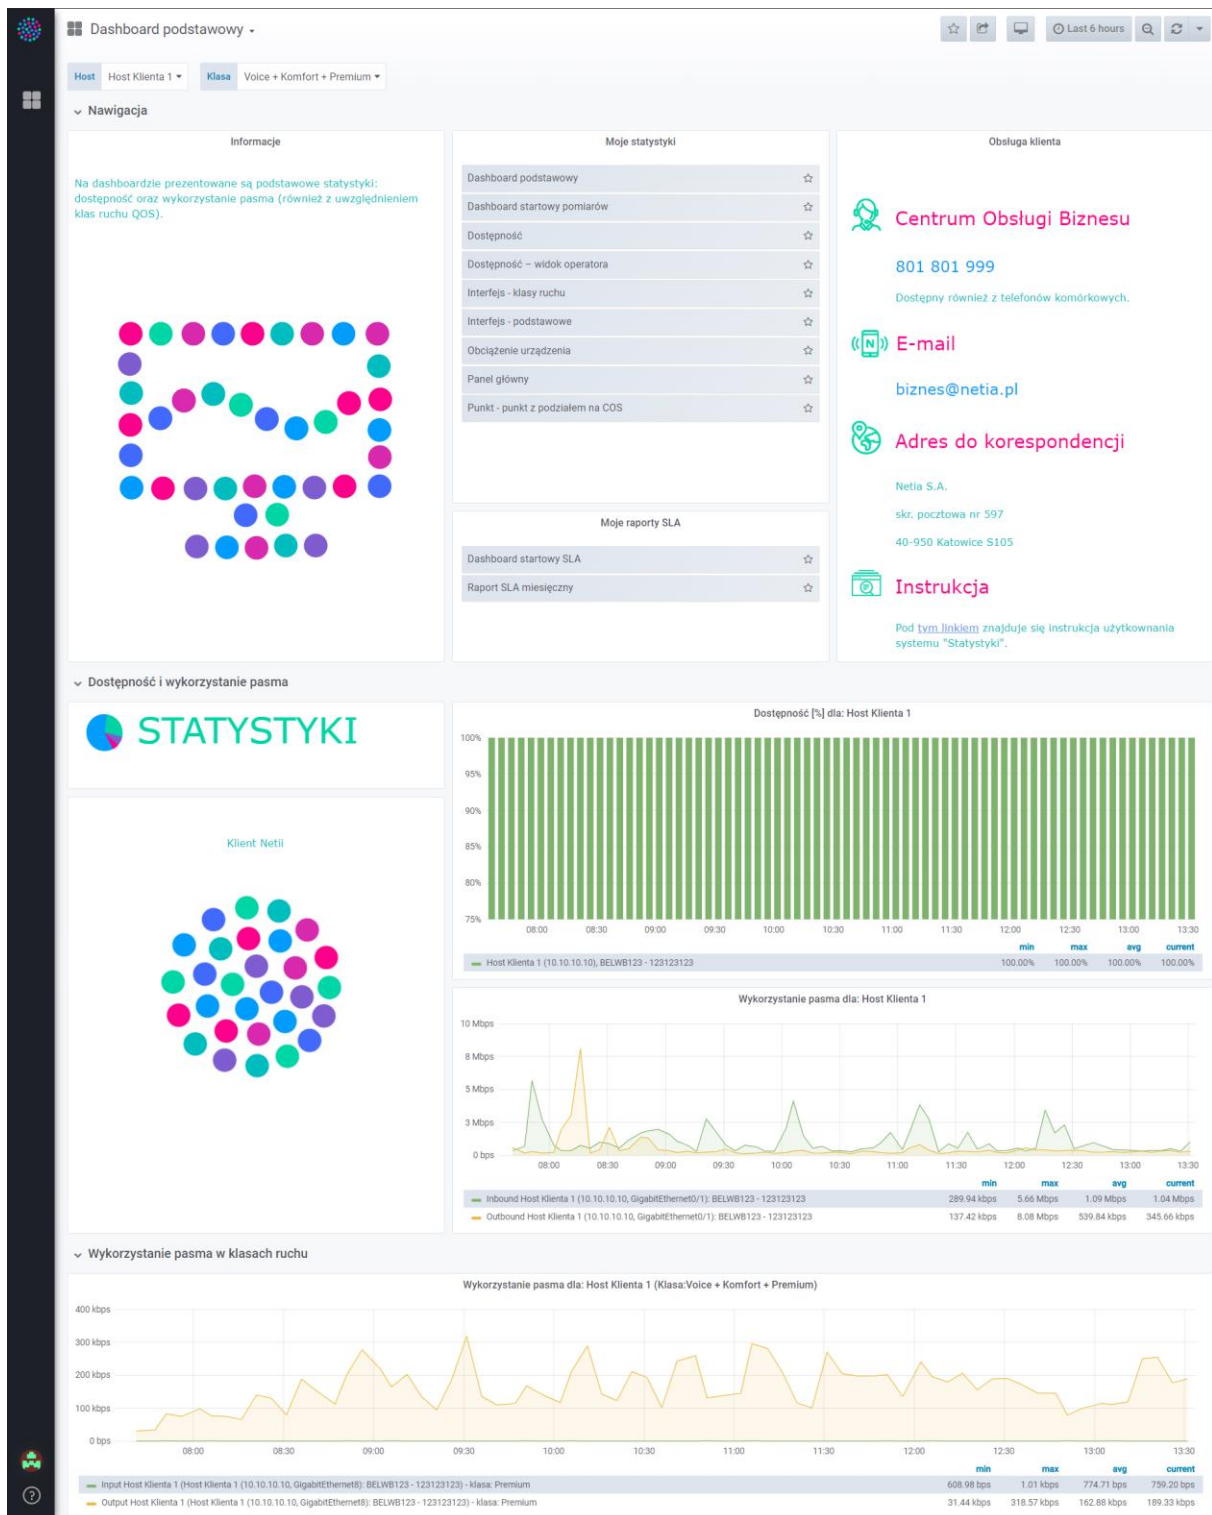 Dashboard podstawowy
Last 6 hours
Host Host Klienta 1 Klasa Voice + Komfort + Premium
Nawigacja
Informacje
Na dashboardzie prezentowane są podstawowe statystyki:
dostępność oraz wykorzystanie pasma (również z uwzględnieniem
klas ruchu QOS).
Moje statystyki
Dashboard podstawowy
Dashboard startowy pomiarów
Dostępność
Dostępność – widok operatora
Interfejs - klasy ruchu
Interfejs - podstawowe
Obciążenie urządzenia
Panel główny
Punkt - punkt z podziałem na COS
Moje raporty SLA
Dashboard startowy SLA
Raport SLA miesięczny
Obsługa klienta
Centrum Obsługi Biznesu
801 801 999
Dostępny również z telefonów komórkowych.
N
E-mail
biznes@netia.pl
Adres do korespondencji
Netia S.A.
skr. pocztowa nr 597
40-950 Katowice S105
Instrukcja
Pod tym linkiem znajduje się instrukcja użytkownania
systemu "Statystyki".
Dostępność i wykorzystanie pasma
STATYSTYKI
Klient Netii
Dostępność [%] dla: Host Klienta 1
100%
95%
90%
85%
80%
75%
08:00 08:30 09:00 09:30 10:00 10:30 11:00 11:30 12:00 12:30 13:00 13:30
min max avg current
Host Klienta 1 (10.10.10.10), BELWB123 - 123123123 100.00% 100.00% 100.00% 100.00%
Wykorzystanie pasma dla: Host Klienta 1
10 Mbps
8 Mbps
5 Mbps
3 Mbps
0 bps
08:00 08:30 09:00 09:30 10:00 10:30 11:00 11:30 12:00 12:30 13:00 13:30
min max avg current
Inbound Host Klienta 1 (10.10.10.10, GigabitEthernet0/1): BELWB123 - 123123123 289.94 kbps 5.66 Mbps 1.09 Mbps 1.04 Mbps
Outbound Host Klienta 1 (10.10.10.10, GigabitEthernet0/1): BELWB123 - 123123123 137.42 kbps 8.08 Mbps 539.84 kbps 345.66 kbps
Wykorzystanie pasma w klasach ruchu
Wykorzystanie pasma dla: Host Klienta 1 (Klasa:Voice + Komfort + Premium)
400 kbps
300 kbps
200 kbps
100 kbps
0 bps
08:00 08:30 09:00 09:30 10:00 10:30 11:00 11:30 12:00 12:30 13:00 13:30
min max avg current
Input Host Klienta 1 (Host Klienta 1 (10.10.10.10, GigabitEthernet8): BELWB123 - 123123123) - klasa: Premium 608.98 bps 1.01 kbps 774.71 bps 759.20 bps
Output Host Klienta 1 (Host Klienta 1 (10.10.10.10, GigabitEthernet8): BELWB123 - 123123123) - klasa: Premium 31.44 kbps 318.57 kbps 162.88 kbps 189.33 kbps